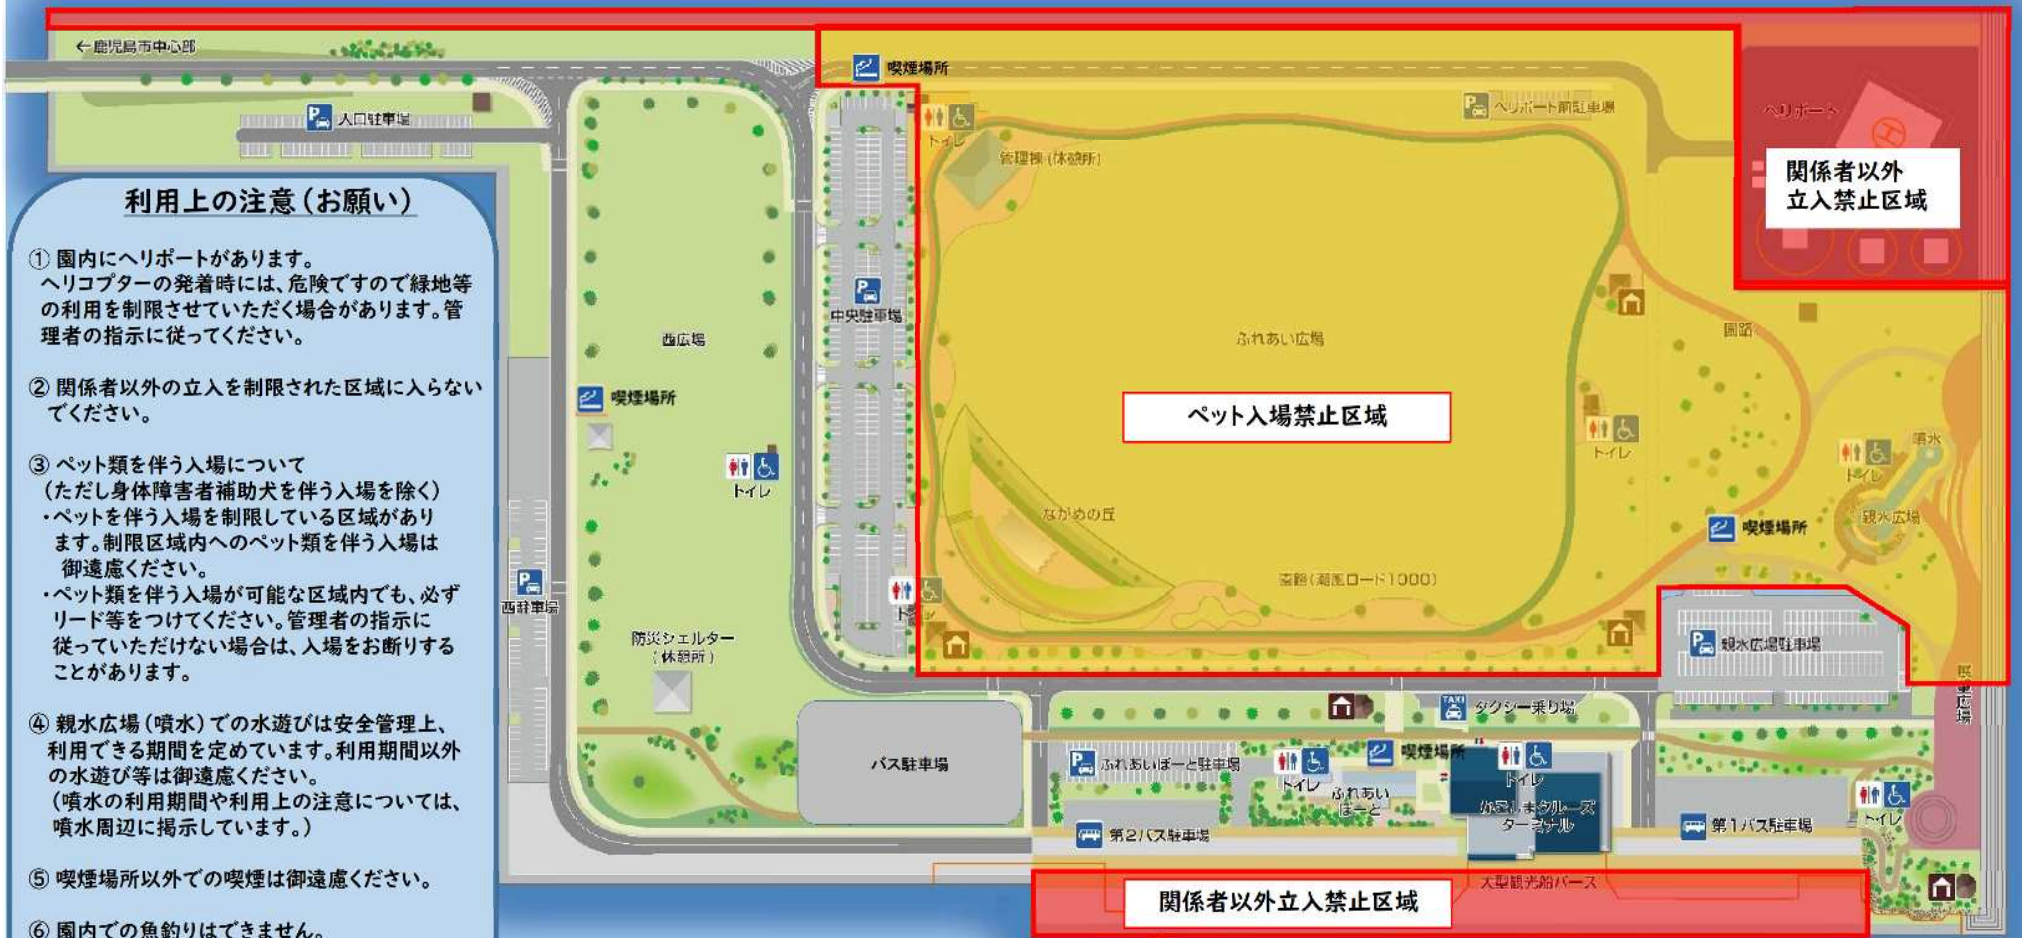 ←鹿児島市中心部
喫煙場所
入口駐車場
トイレ
管理棟(休憩所)
ヘリポート前駐車場
ヘリポート
関係者以外
立入禁止区域
利用上の注意(お願い)
① 園内にヘリポートがあります。
ヘリコプターの発着時には、危険ですので緑地等
の利用を制限させていただく場合があります。管
理者の指示に従ってください。
② 関係者以外の立入を制限された区域に入らない
でください。
③ ペット類を伴う入場について
(ただし身体障害者補助犬を伴う入場を除く)
・ペットを伴う入場を制限している区域があり
ます。制限区域内へのペット類を伴う入場は
御遠慮ください。
・ペット類を伴う入場が可能な区域内でも、必ず
リード等をつけてください。管理者の指示に
従っていただけない場合は、入場をお断りする
ことがあります。
④ 親水広場(噴水)での水遊びは安全管理上、
利用できる期間を定めています。利用期間以外
の水遊び等は御遠慮ください。
(噴水の利用期間や利用上の注意については、
噴水周辺に掲示しています。)
⑤ 喫煙場所以外での喫煙は御遠慮ください。
⑥ 園内での魚釣りはできません。
西広場
喫煙場所
トイレ
西駐車場
防災シェルター
(休憩所)
中央駐車場
ふれあい広場
ペット入場禁止区域
ながめの丘
園路(潮風ロード1000)
園路
トイレ
噴水
トイレ
親水広場
喫煙場所
トイレ
親水広場駐車場
展望広場
TAXI
タクシー乗り場
バス駐車場
ふれあいぽーと駐車場
トイレ
喫煙場所
ふれあい
ぽーと
トイレ
かごしまクルーズ
ターミナル
第2バス駐車場
第1バス駐車場
トイレ
大型観光船バース
関係者以外立入禁止区域